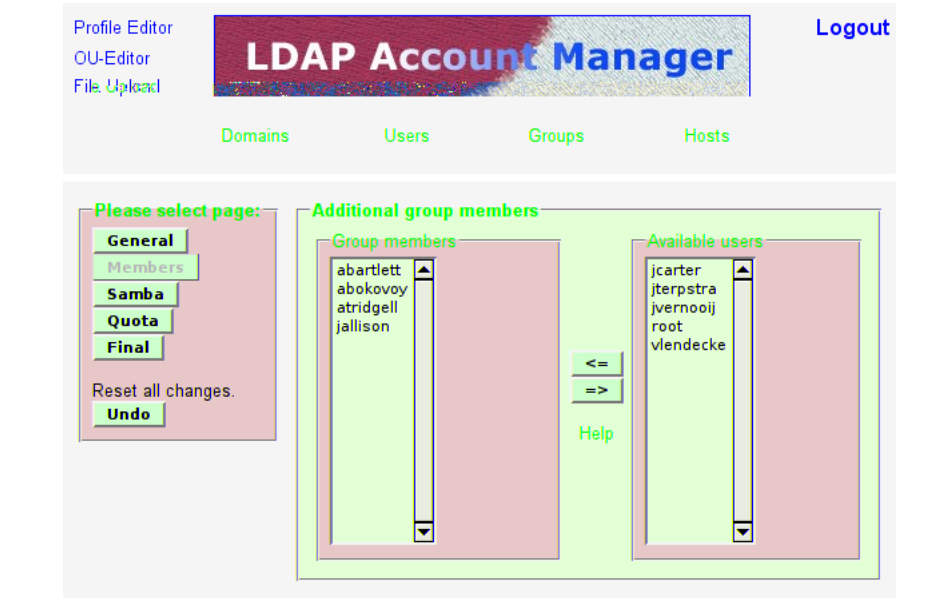 Profile Editor
OU-Editor
File Upload
LDAP Account Manager
Logout
Domains Users Groups Hosts
Please select page:
General
Members
Samba
Quota
Final
Reset all changes.
Undo
Additional group members
Group members
abartlett
abokovoy
atridgell
jallison
<=
=>
Help
Available users
jcarter
jterpstra
jvernooij
root
vlendecke